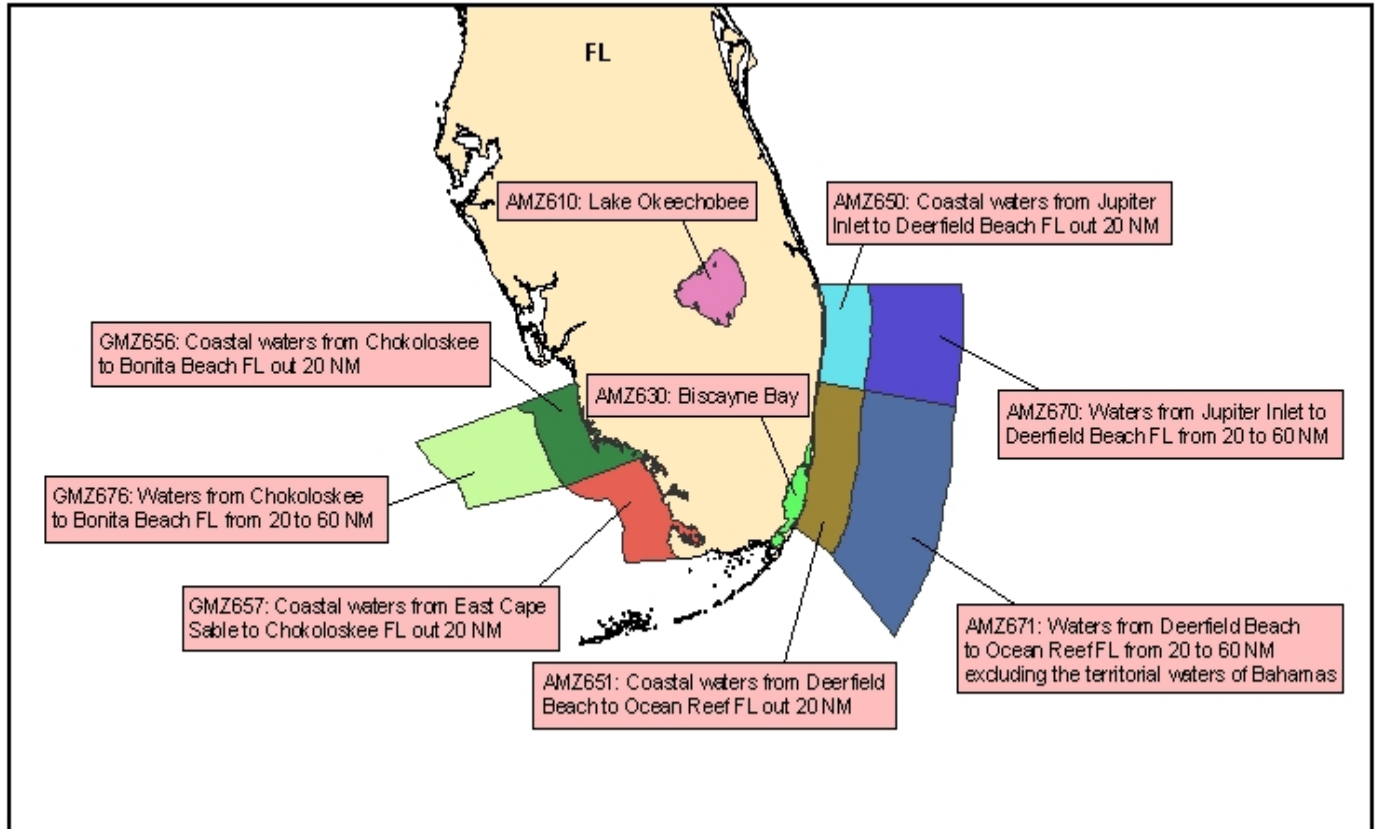 FL
AMZ610: Lake Okeechobee
AMZ650: Coastal waters from Jupiter
Inlet to Deerfield Beach FL out 20 NM
GMZ656: Coastal waters from Chokoloskee
to Bonita Beach FL out 20 NM
AMZ630: Biscayne Bay
AMZ670: Waters from Jupiter Inlet to
Deerfield Beach FL from 20 to 60 NM
GMZ676: Waters from Chokoloskee
to Bonita Beach FL from 20 to 60 NM
GMZ657: Coastal waters from East Cape
Sable to Chokoloskee FL out 20 NM
AMZ671: Waters from Deerfield Beach
to Ocean Reef FL from 20 to 60 NM
excluding the territorial waters of Bahamas
AMZ651: Coastal waters from Deerfield
Beach to Ocean Reef FL out 20 NM